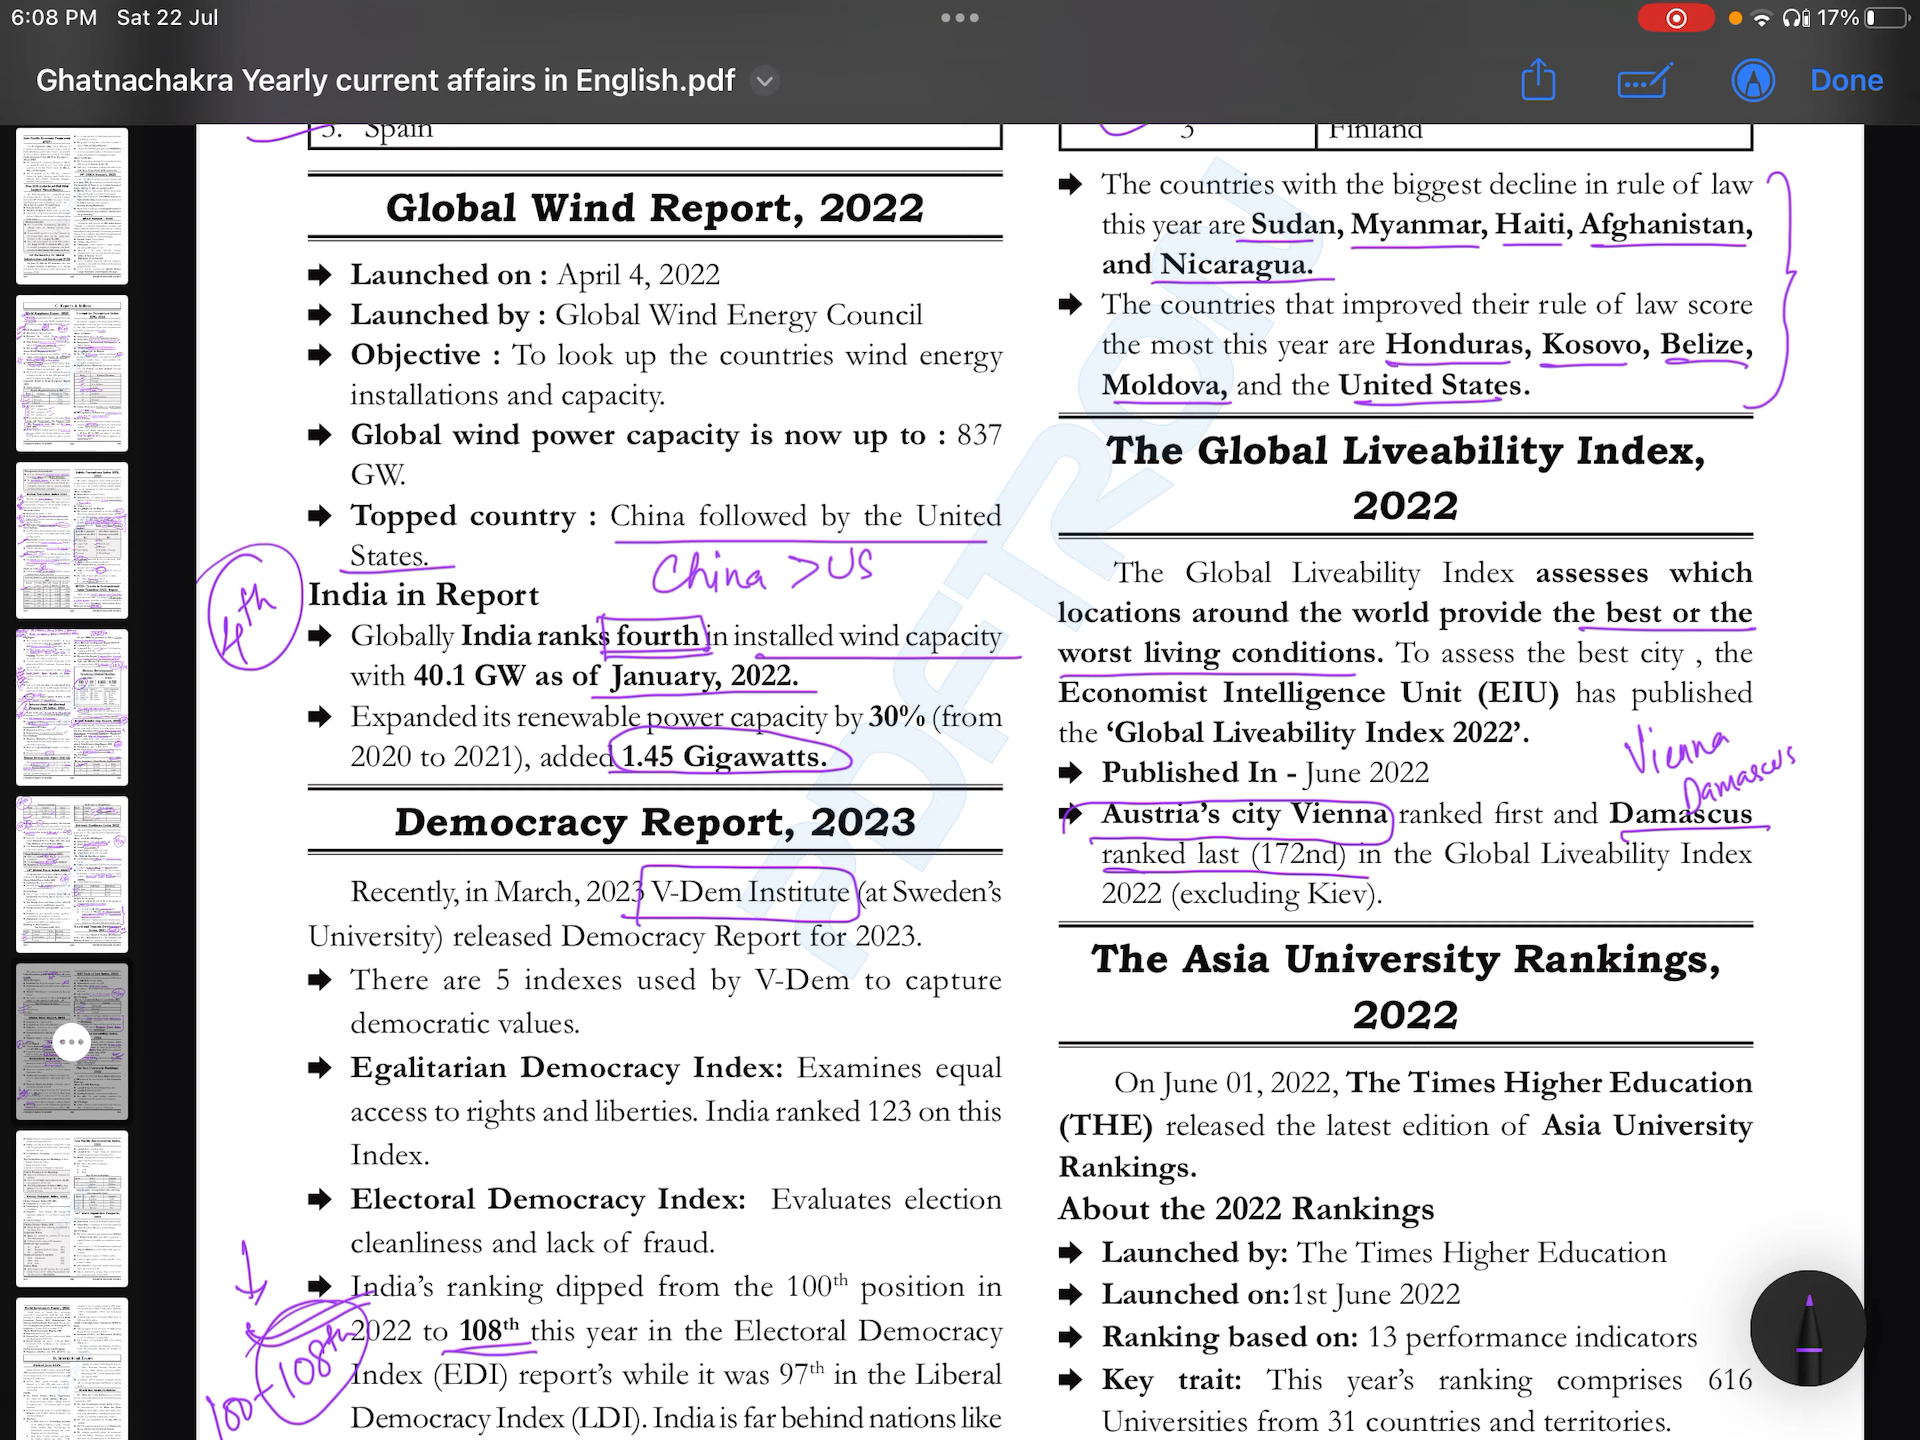 6:08 PM Sat 22 Jul
17%
Ghatnachakra Yearly current affairs in English.pdf
Done
5. Spain
Global Wind Report, 2022
Launched on : April 4, 2022
Launched by : Global Wind Energy Council
Objective : To look up the countries wind energy
installations and capacity.
Global wind power capacity is now up to : 837
GW.
Topped country : China followed by the United
States.
China > US
4th
India in Report
Globally India ranks fourth in installed wind capacity
with 40.1 GW as of January, 2022.
Expanded its renewable power capacity by 30% (from
2020 to 2021), added 1.45 Gigawatts.
Democracy Report, 2023
Recently, in March, 2023 V-Dem Institute (at Sweden's
University) released Democracy Report for 2023.
There are 5 indexes used by V-Dem to capture
democratic values.
Egalitarian Democracy Index: Examines equal
access to rights and liberties. India ranked 123 on this
Index.
Electoral Democracy Index: Evaluates election
cleanliness and lack of fraud.
India's ranking dipped from the 100th position in
2022 to 108th this year in the Electoral Democracy
Index (EDI) report's while it was 97th in the Liberal
Democracy Index (LDI). India is far behind nations like
100 - 108th
3 Finland
The countries with the biggest decline in rule of law
this year are Sudan, Myanmar, Haiti, Afghanistan,
and Nicaragua.
The countries that improved their rule of law score
the most this year are Honduras, Kosovo, Belize,
Moldova, and the United States.
The Global Liveability Index,
2022
The Global Liveability Index assesses which
locations around the world provide the best or the
worst living conditions. To assess the best city , the
Economist Intelligence Unit (EIU) has published
the ‘Global Liveability Index 2022’.
Vienna
Damascus
Published In - June 2022
Austria's city Vienna ranked first and Damascus
ranked last (172nd) in the Global Liveability Index
2022 (excluding Kiev).
The Asia University Rankings,
2022
On June 01, 2022, The Times Higher Education
(THE) released the latest edition of Asia University
Rankings.
About the 2022 Rankings
Launched by: The Times Higher Education
Launched on:1st June 2022
Ranking based on: 13 performance indicators
Key trait: This year's ranking comprises 616
Universities from 31 countries and territories.
PDFTRON